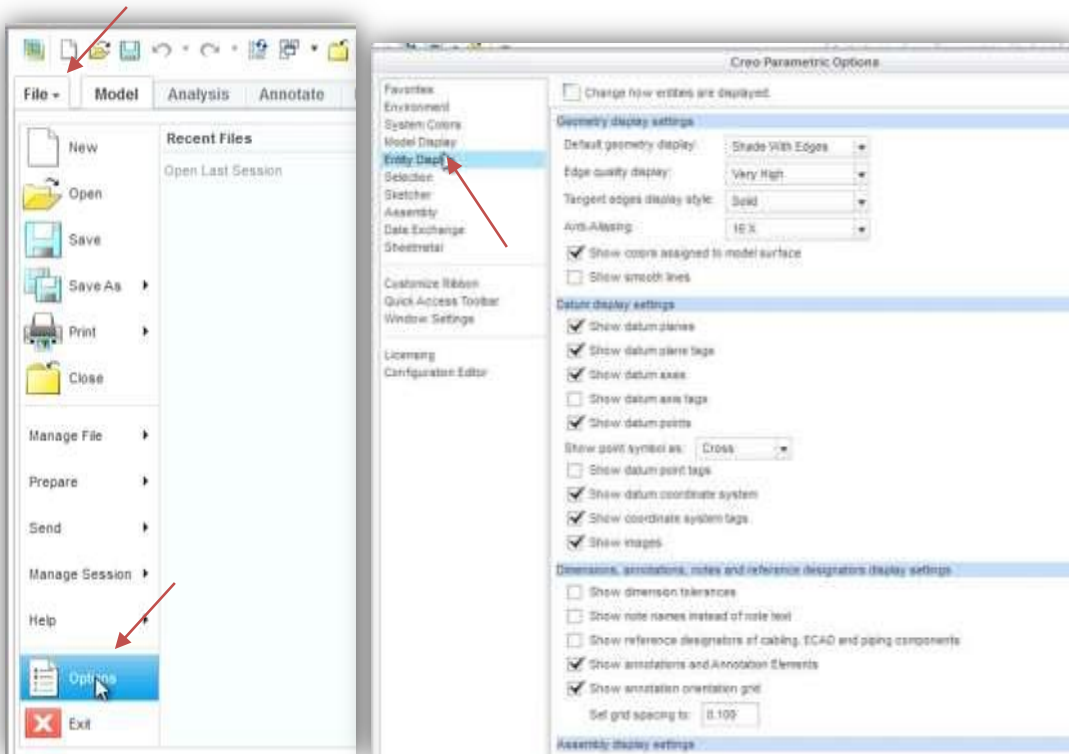 File
Model
Analysis
Annotate
New
Recent Files
Open Last Session
Open
Save
Save As
Print
Close
Manage File
Prepare
Send
Manage Session
Help
Options
Exit
Creo Parametric Options
Favorites
Environment
System Colors
Model Display
Entity Display
Selection
Sketcher
Assembly
Data Exchange
Sheetmetal
Customize Ribbon
Quick Access Toolbar
Window Settings
Licensing
Configuration Editor
Change how entities are displayed.
Geometry display settings
Default geometry display: Shade With Edges
Edge quality display: Very High
Tangent edges display style: Solid
Anti-Aliasing: 16 X
Show colors assigned to model surface
Show smooth lines
Datum display settings
Show datum planes
Show datum plane tags
Show datum axes
Show datum axis tags
Show datum points
Show point symbol as: Cross
Show datum point tags
Show datum coordinate system
Show coordinate system tags
Show images
Dimensions, annotations, notes and reference designators display settings
Show dimension tolerances
Show note names instead of note text
Show reference designators of cabling, ECAD and piping components
Show annotations and Annotation Elements
Show annotation orientation grid
Set grid spacing to: 0.100
Assembly display settings